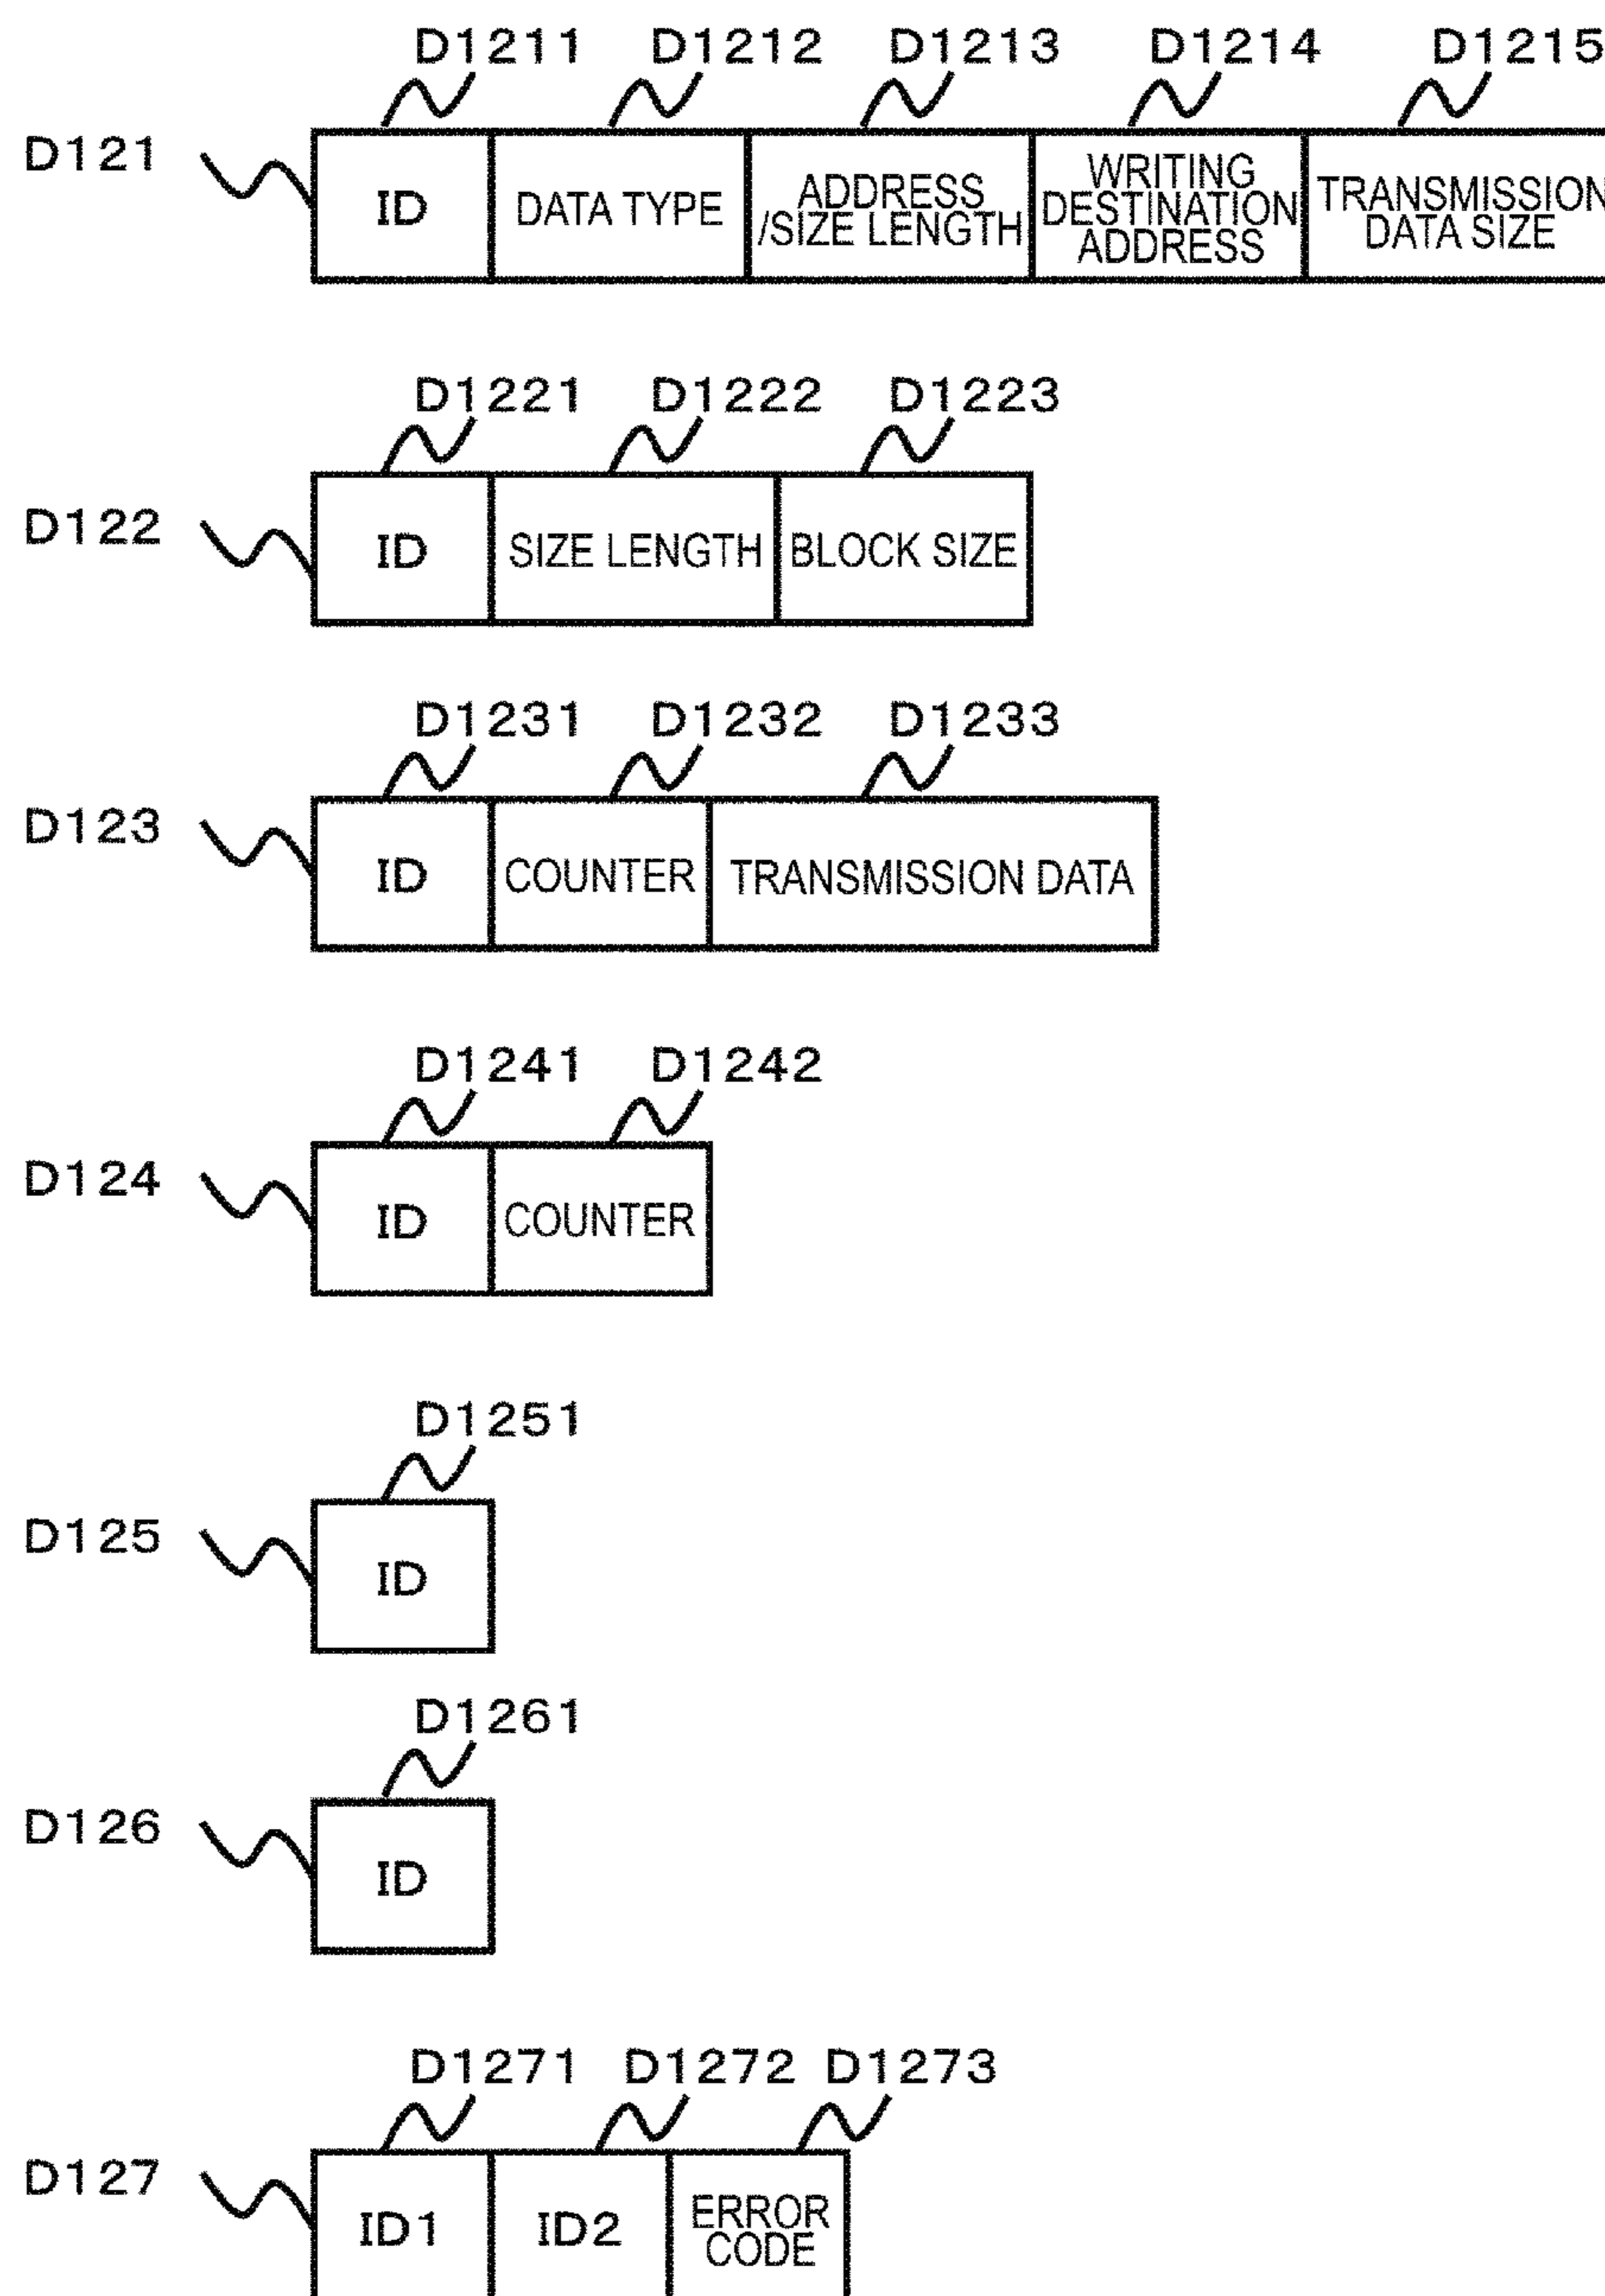 D1211 D1212 D1213 D1214 D1215
D121
ID
DATA TYPE
ADDRESS
/SIZE LENGTH
WRITING
DESTINATION
ADDRESS
TRANSMISSION
DATA SIZE
D1221 D1222 D1223
D122
ID
SIZE LENGTH
BLOCK SIZE
D1231 D1232 D1233
D123
ID
COUNTER
TRANSMISSION DATA
D1241 D1242
D124
ID
COUNTER
D1251
D125
ID
D1261
D126
ID
D1271 D1272 D1273
D127
ID1
ID2
ERROR
CODE